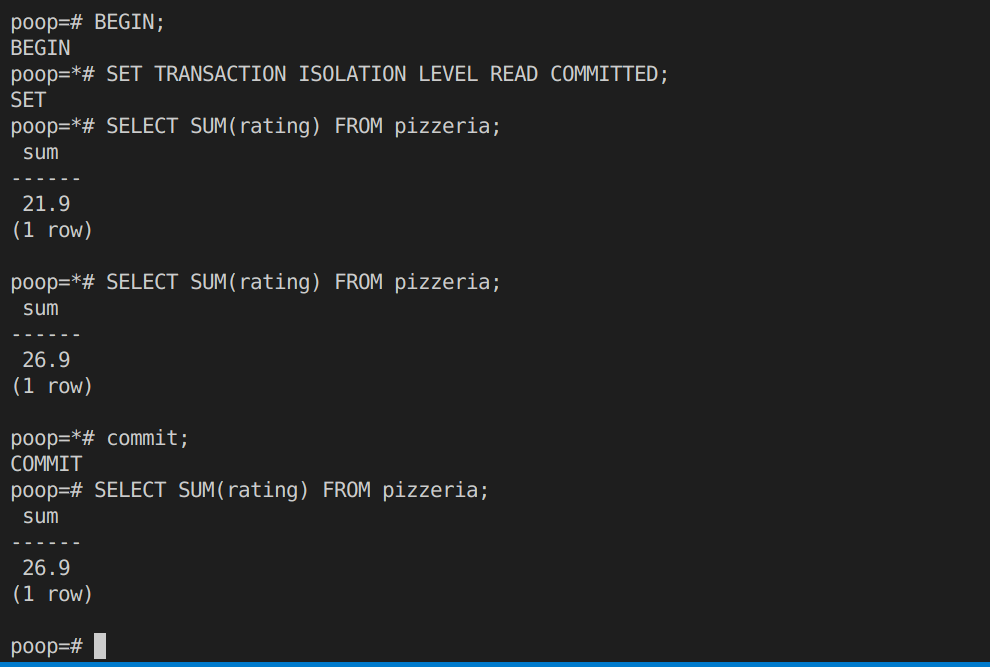 poop=# BEGIN;
BEGIN
poop=*# SET TRANSACTION ISOLATION LEVEL READ COMMITTED;
SET
poop=*# SELECT SUM(rating) FROM pizzeria;
 sum
------
 21.9
(1 row)

poop=*# SELECT SUM(rating) FROM pizzeria;
 sum
------
 26.9
(1 row)

poop=*# commit;
COMMIT
poop=# SELECT SUM(rating) FROM pizzeria;
 sum
------
 26.9
(1 row)

poop=#